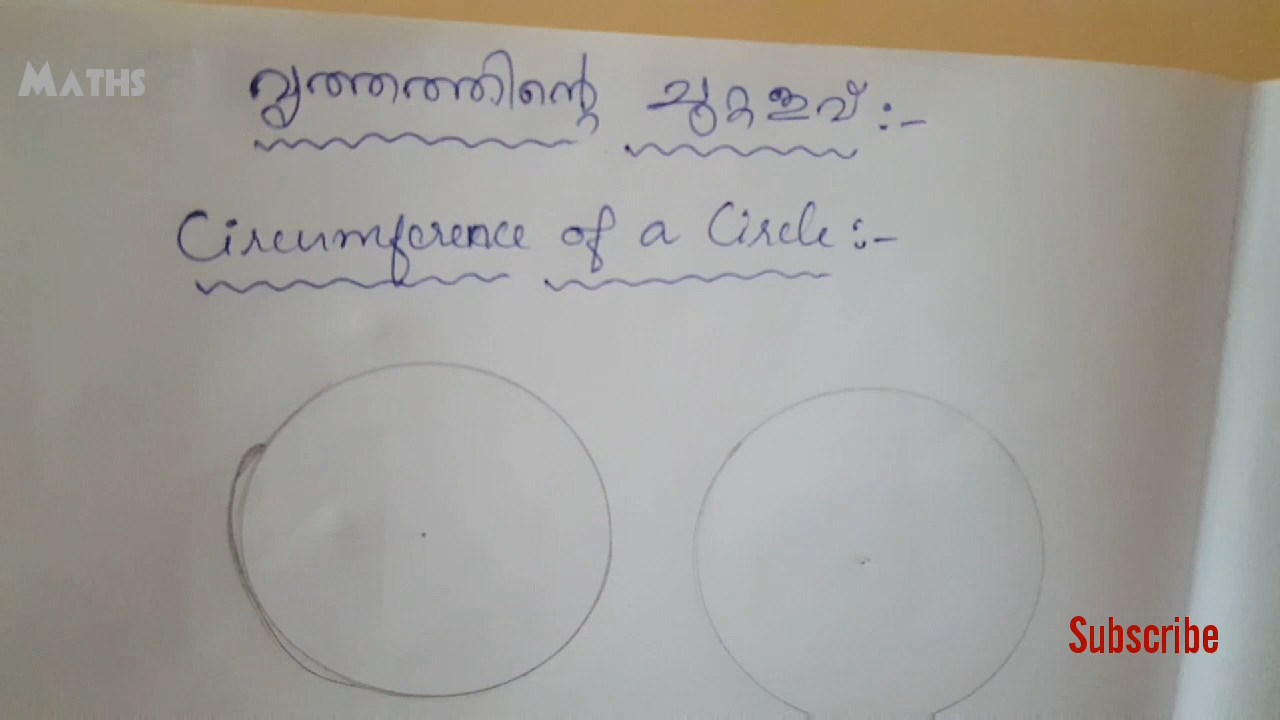 MATHS
വൃത്തത്തിന്റെ ചുറ്റളവ് :-
Circumference of a Circle :-
Subscribe